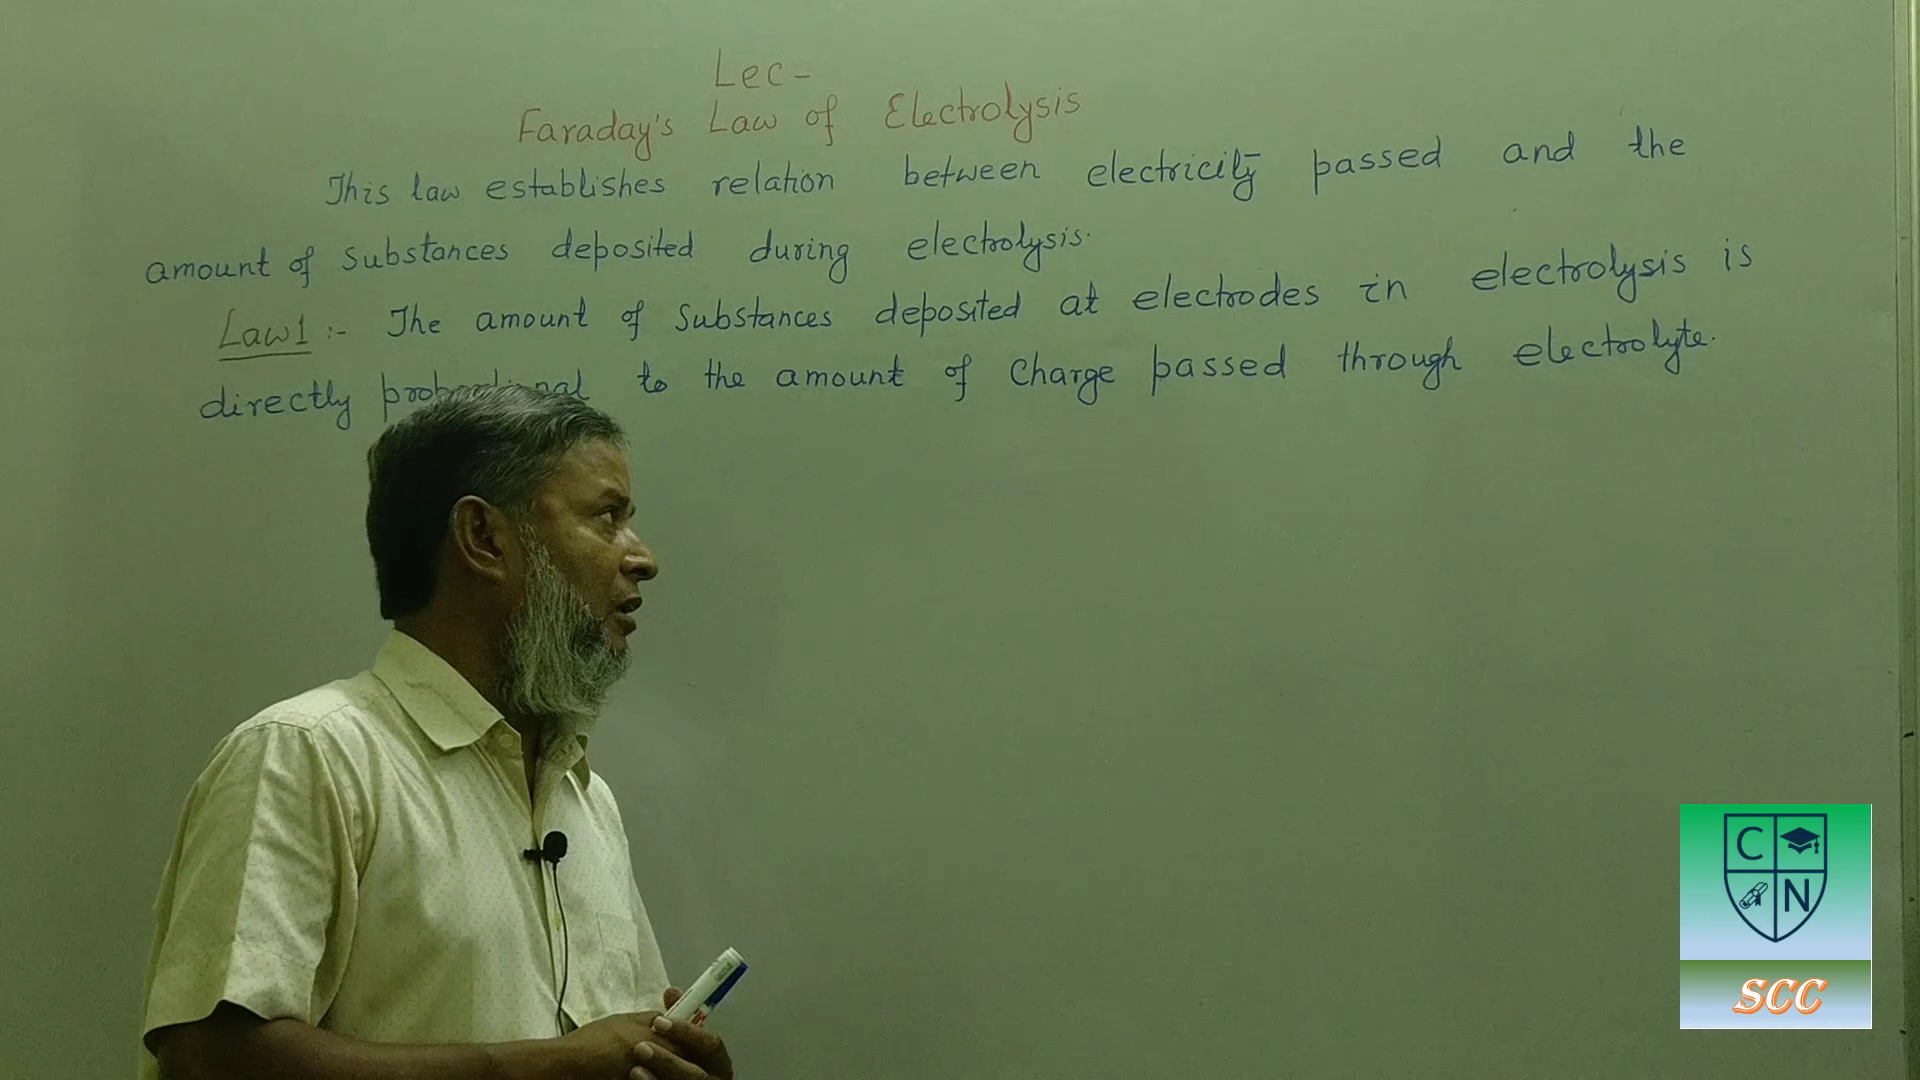 Lec-
Faraday's Law of Electrolysis
This law establishes relation between electricity passed and the
amount of substances deposited during electrolysis.
Law1:- The amount of substances deposited at electrodes in electrolysis is
directly proportional to the amount of charge passed through electrolyte.
C
N
SCC